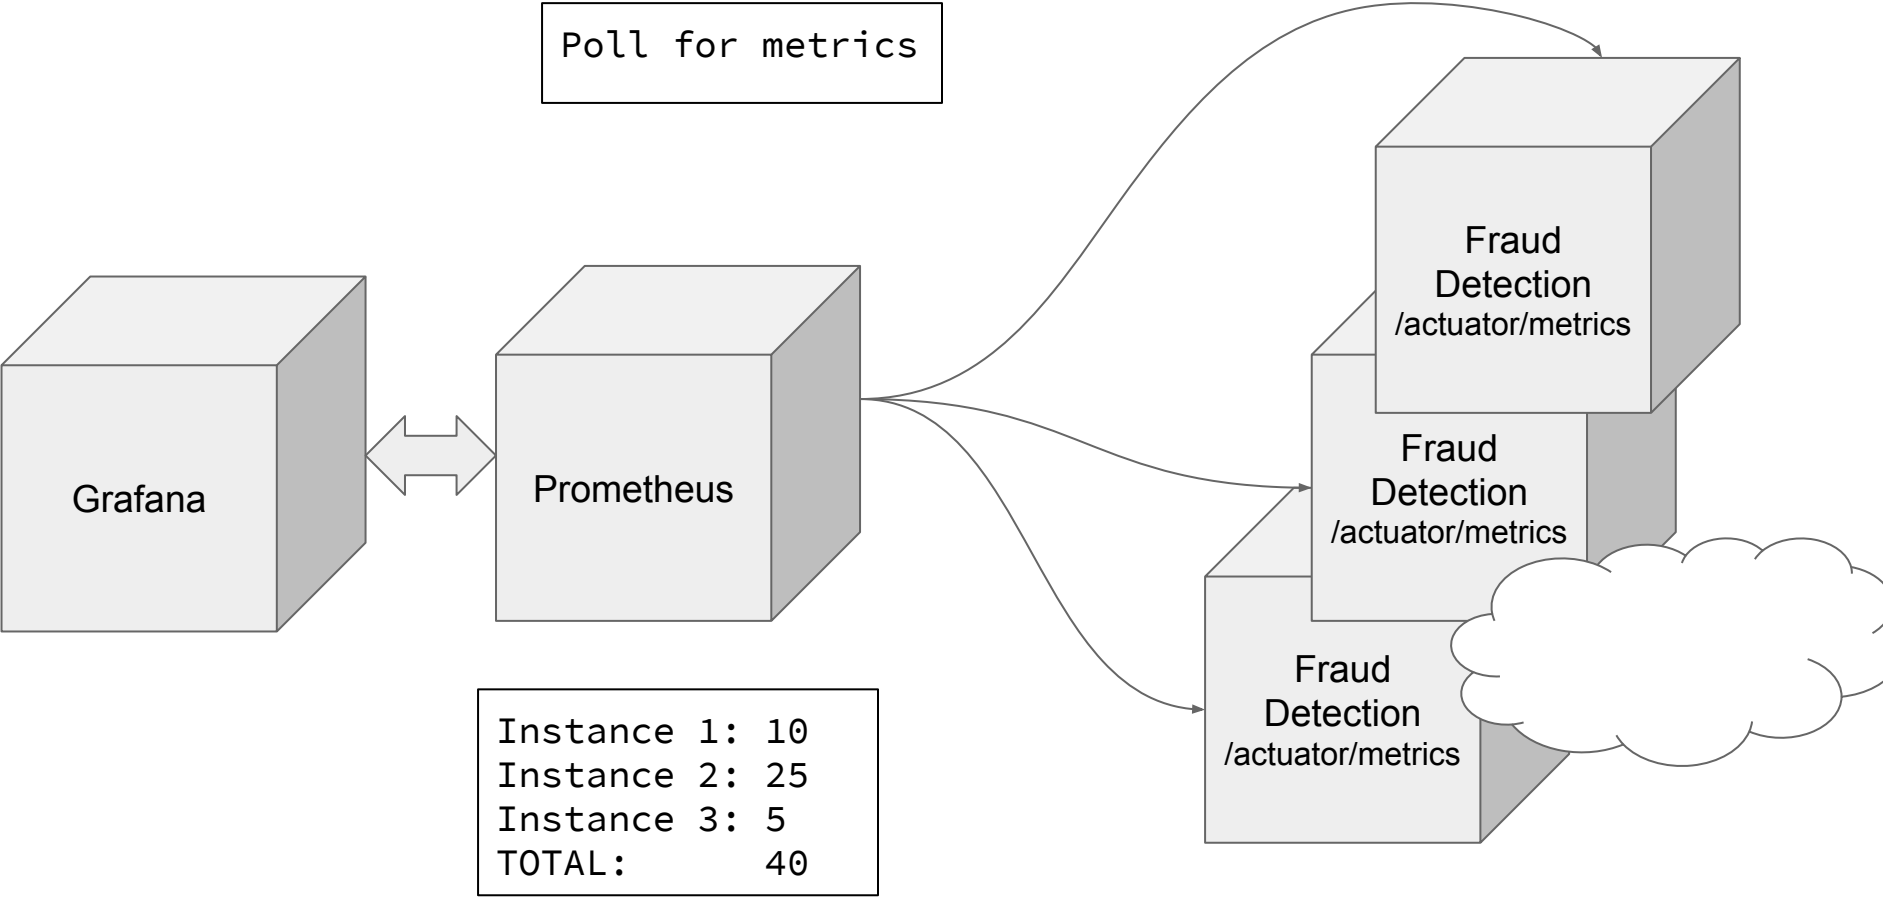 Poll for metrics
Grafana
Prometheus
Fraud
Detection
/actuator/metrics
Fraud
Detection
/actuator/metrics
Fraud
Detection
/actuator/metrics
Instance 1: 10
Instance 2: 25
Instance 3: 5
TOTAL: 40